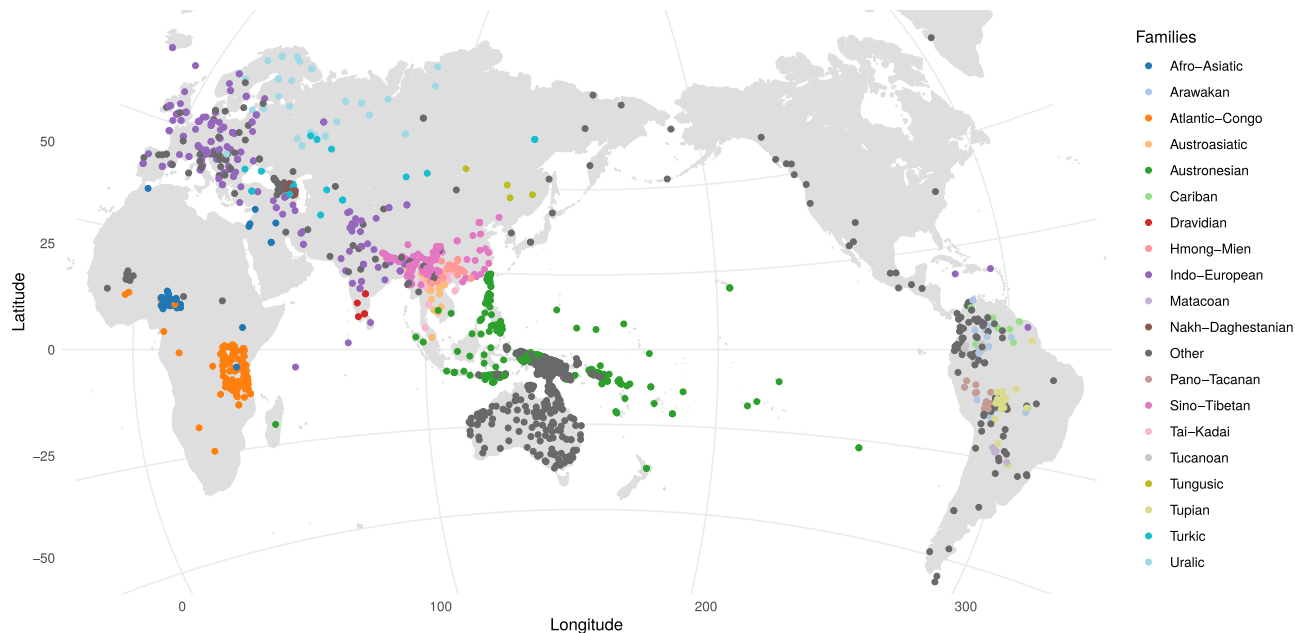 Families
Afro−Asiatic
Arawakan
Atlantic−Congo
Austroasiatic
Austronesian
Cariban
Dravidian
Hmong−Mien
Indo−European
Matacoan
Nakh−Daghestanian
Other
Pano−Tacanan
Sino−Tibetan
Tai−Kadai
Tucanoan
Tungusic
Tupian
Turkic
Uralic
Latitude
50
25
0
−25
−50
0
100
200
300
Longitude